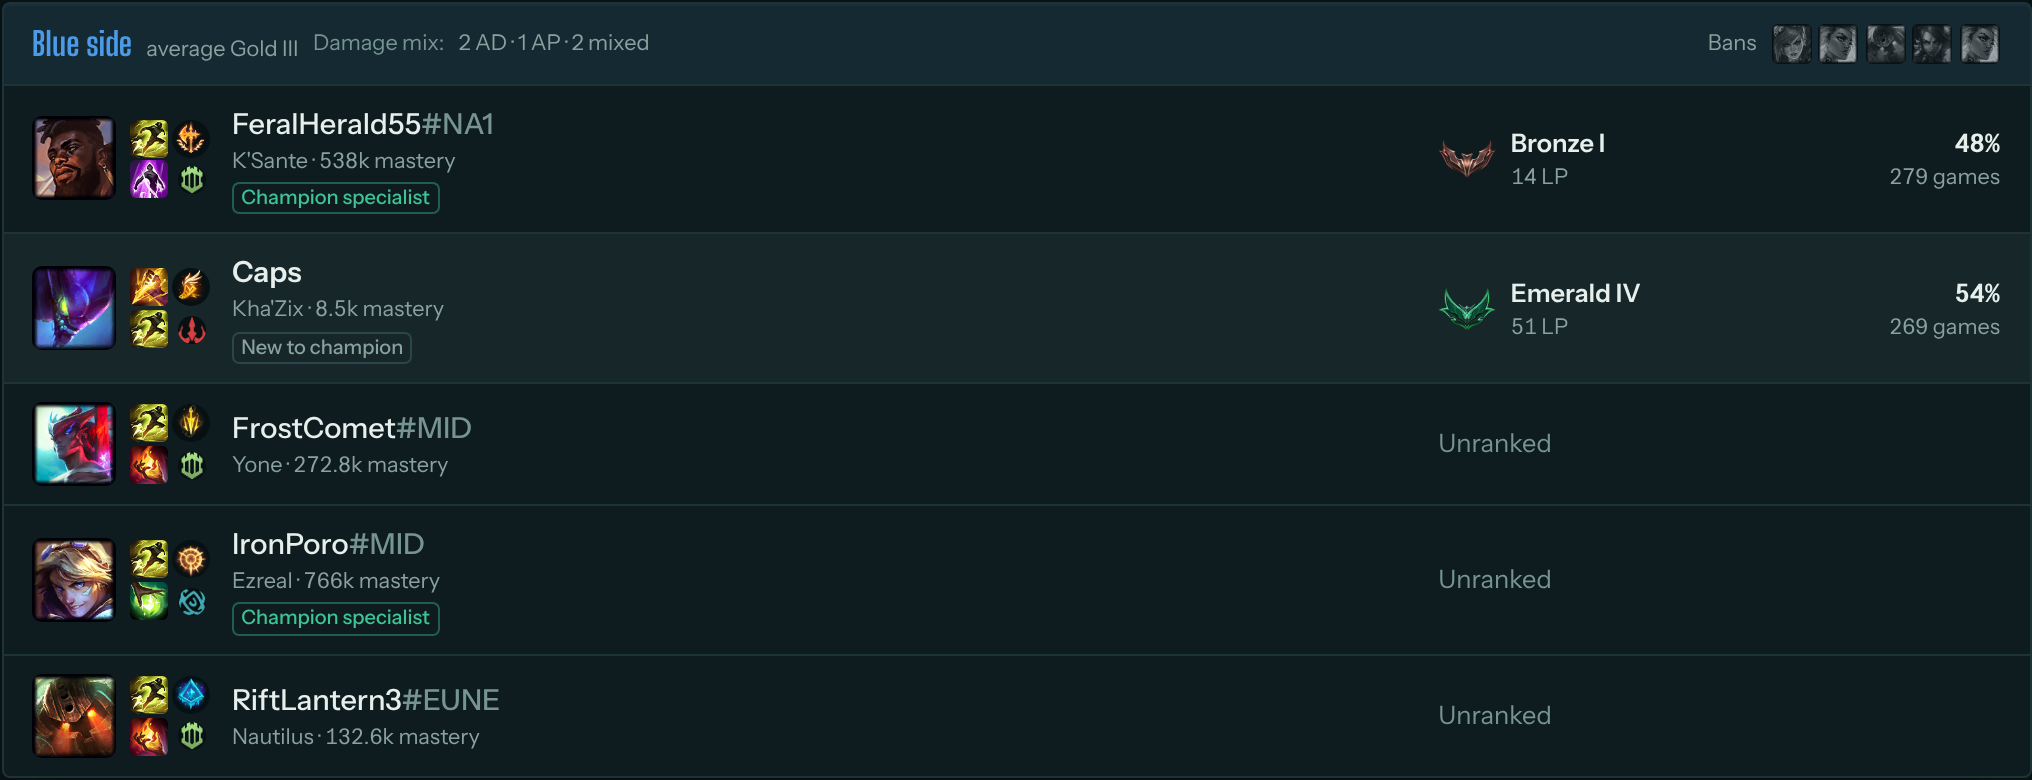 Blue side average Gold III Damage mix: 2 AD · 1 AP · 2 mixed Bans
FeralHerald55#NA1
K'Sante · 538k mastery
Champion specialist
Bronze I
14 LP
48%
279 games
Caps
Kha'Zix · 8.5k mastery
New to champion
Emerald IV
51 LP
54%
269 games
FrostComet#MID
Yone · 272.8k mastery
Unranked
IronPoro#MID
Ezreal · 766k mastery
Champion specialist
Unranked
RiftLantern3#EUNE
Nautilus · 132.6k mastery
Unranked